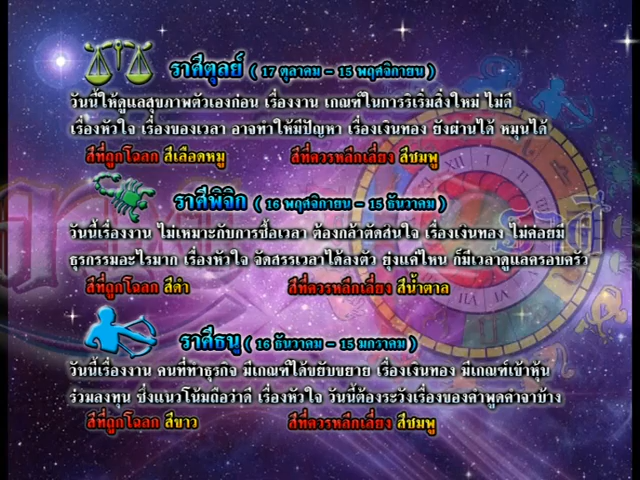 ราศีตุลย์ ( 17 ตุลาคม - 15 พฤศจิกายน )
วันนี้ให้ดูแลสุขภาพตัวเองก่อน เรื่องงาน เกณฑ์ในการริเริ่มสิ่งใหม่ ไม่ดี
เรื่องหัวใจ เรื่องของเวลา อาจทำให้มีปัญหา เรื่องเงินทอง ยังผ่านได้ หมุนได้
สีที่ถูกโฉลก สีเลือดหมู สีที่ควรหลีกเลี่ยง สีชมพู
ราศีพิจิก ( 16 พฤศจิกายน - 15 ธันวาคม )
วันนี้เรื่องงาน ไม่เหมาะกับการซื้อเวลา ต้องกล้าตัดสินใจ เรื่องเงินทอง ไม่ค่อยมี
ธุรกรรมอะไรมาก เรื่องหัวใจ จัดสรรเวลาได้ลงตัว ยุ่งแค่ไหน ก็มีเวลาดูแลครอบครัว
สีที่ถูกโฉลก สีดำ สีที่ควรหลีกเลี่ยง สีน้ำตาล
ราศีธนู ( 16 ธันวาคม - 15 มกราคม )
วันนี้เรื่องงาน คนที่ทำธุรกิจ มีเกณฑ์ได้ขยับขยาย เรื่องเงินทอง มีเกณฑ์เข้าหุ้น
ร่วมลงทุน ซึ่งแนวโน้มถือว่าดี เรื่องหัวใจ วันนี้ต้องระวังเรื่องของคำพูดคำจาบ้าง
สีที่ถูกโฉลก สีขาว สีที่ควรหลีกเลี่ยง สีชมพู